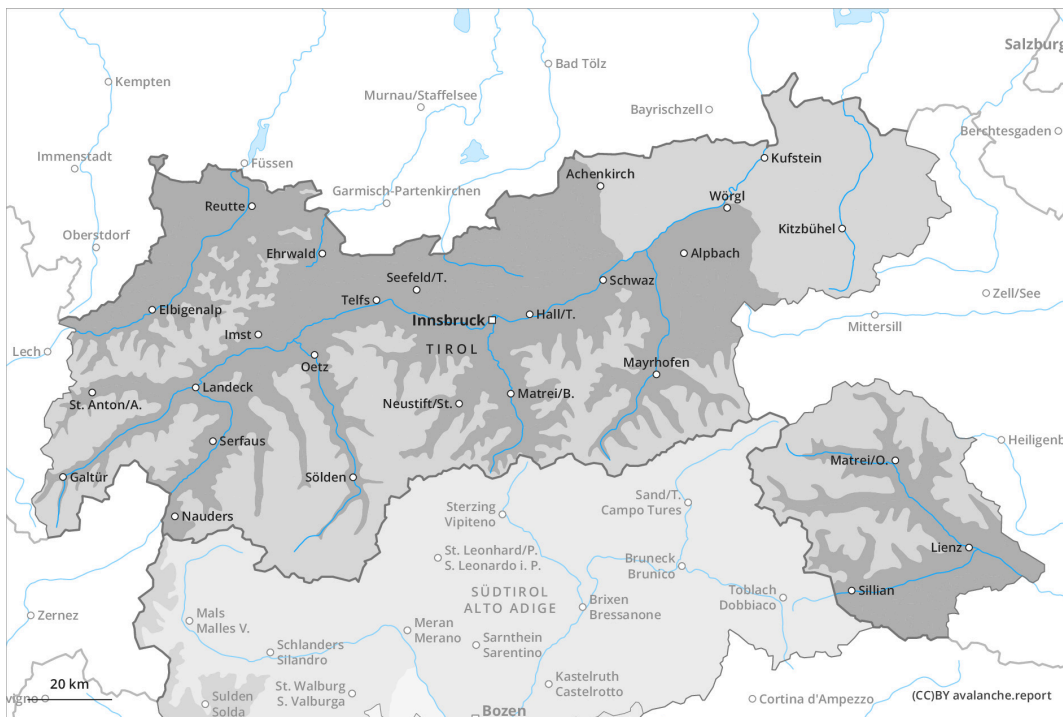 Salzburg
Bad Tölz
Kempten
Murnau/Staffelsee
Bayrischzell
Berchtesgaden
Immenstadt
Füssen
Kufstein
Achenkirch
Garmisch-Partenkirchen
Reutte
Wörgl
Oberstdorf
Kitzbühel
Ehrwald
Alpbach
Seefeld/T.
Schwaz
Zell/See
Telfs
Elbigenalp
Hall/T.
Innsbruck
Mittersill
Imst
TIROL
Lech
Oetz
Mayrhofen
Landeck
St. Anton/A.
Neustift/St.
Matrei/B.
Serfaus
Heiligenb
Matrei/O.
Galtür
Sölden
Sand/T.
Campo Tures
Sterzing
Vipiteno
Nauders
Lienz
St. Leonhard/P.
S. Leonardo i. P.
Bruneck
Brunico
SÜDTIROL
ALTO ADIGE
Sillian
Toblach
Dobbiaco
Brixen
Bressanone
Zernez
Mals
Malles V.
Meran
Merano
Sarnthein
Sarentino
Schlanders
Silandro
Kastelruth
Castelrotto
20 km
St. Walburg
S. Valburga
vigno
Sulden
Solda
Cortina d'Ampezzo
(CC)BY avalanche.report
Bozen